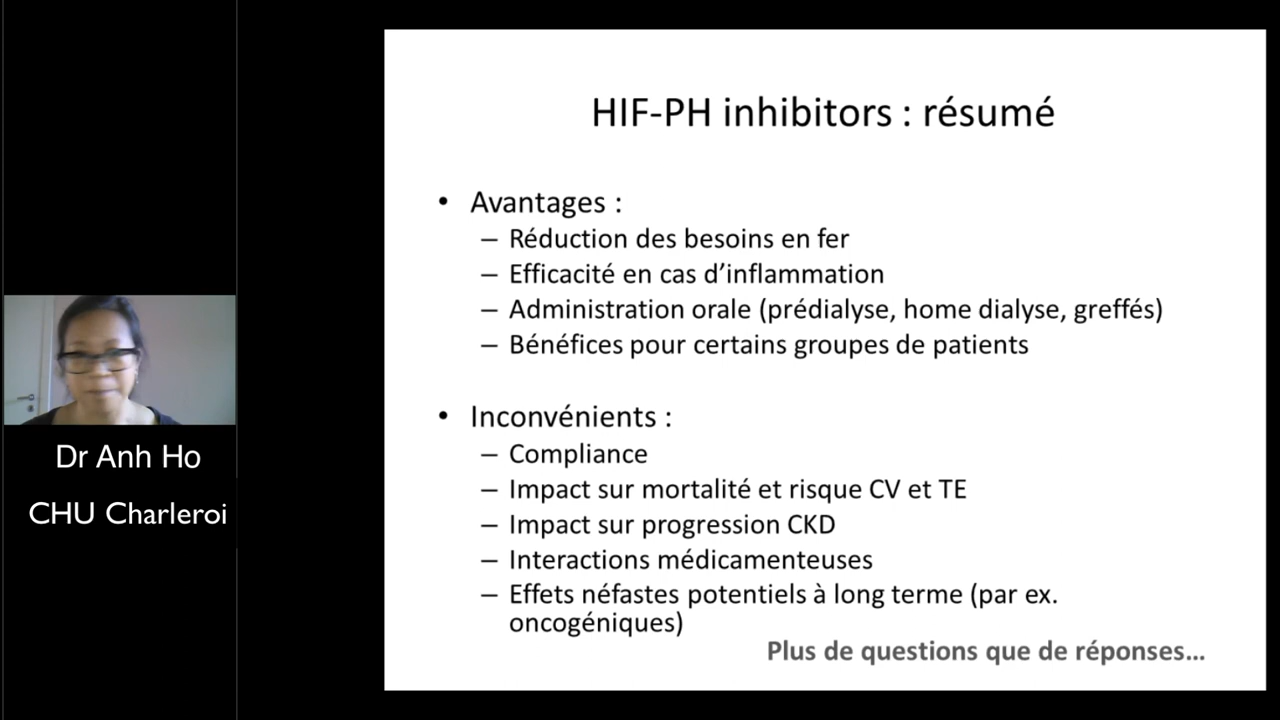 HIF-PH inhibitors : résumé
• Avantages :
– Réduction des besoins en fer
– Efficacité en cas d’inflammation
– Administration orale (prédialyse, home dialyse, greffés)
– Bénéfices pour certains groupes de patients
• Inconvénients :
– Compliance
– Impact sur mortalité et risque CV et TE
– Impact sur progression CKD
– Interactions médicamenteuses
– Effets néfastes potentiels à long terme (par ex.
oncogéniques)
Plus de questions que de réponses...
Dr Anh Ho
CHU Charleroi